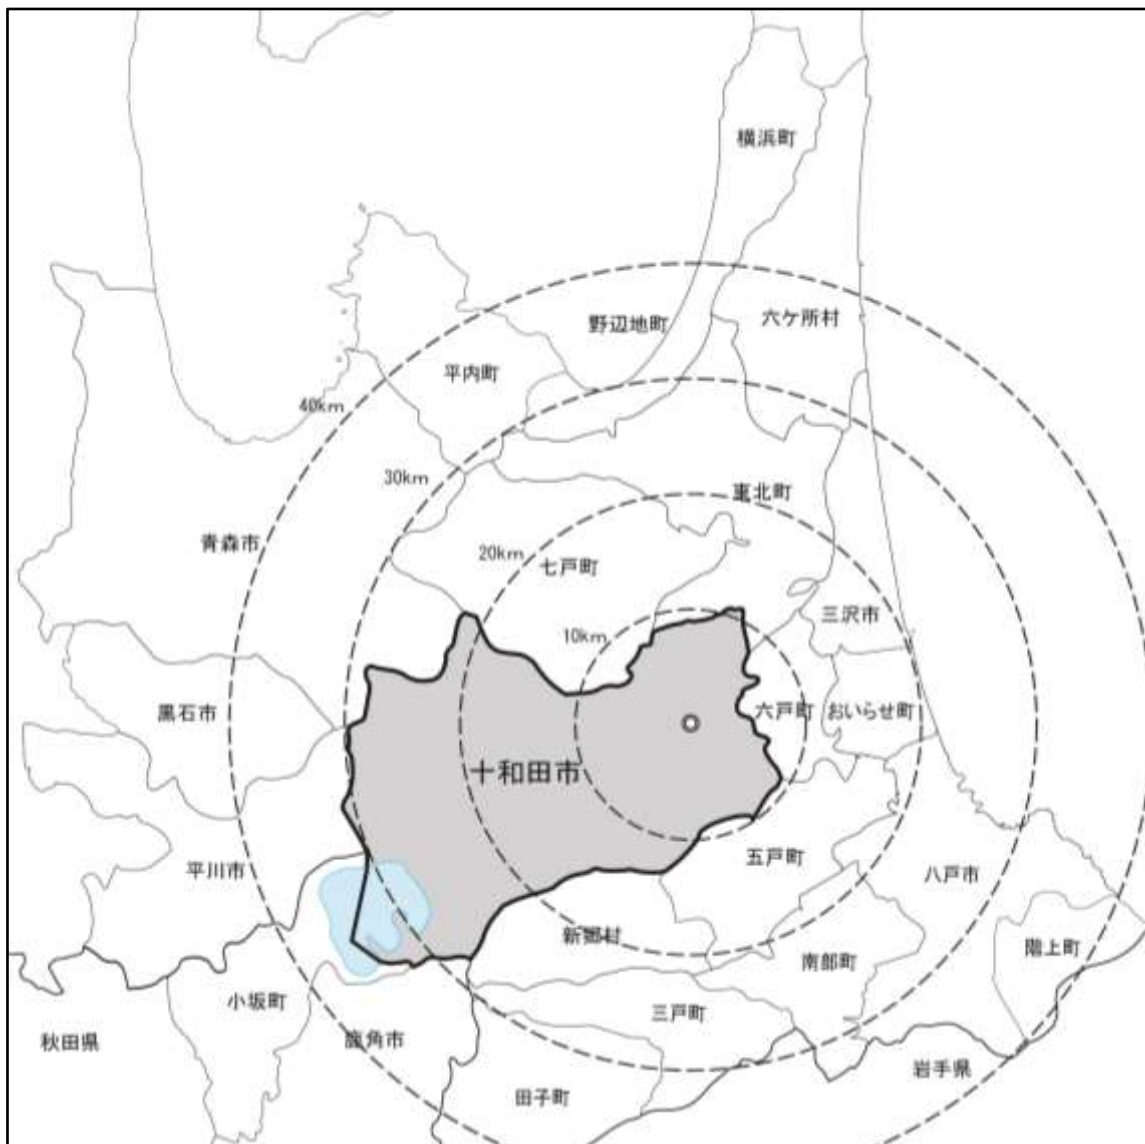 横浜町
六ケ所村
野辺地町
平内町
40km
30km
東北町
青森市
20km
七戸町
三沢市
10km
黒石市
六戸町
おいらせ町
十和田市
五戸町
平川市
八戸市
新郷村
階上町
南部町
小坂町
三戸町
鹿角市
秋田県
岩手県
田子町